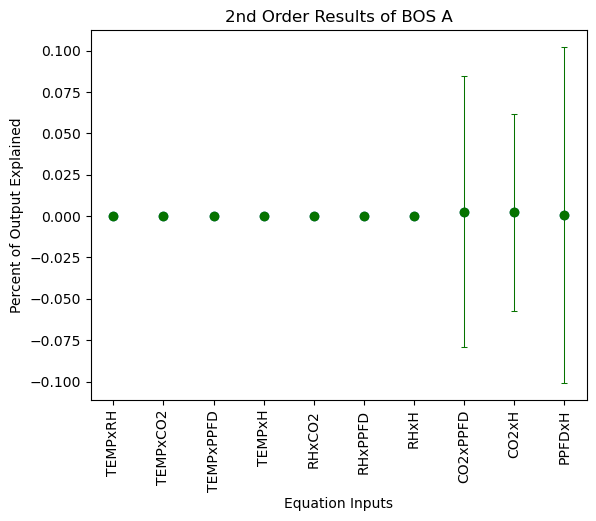 2nd Order Results of BOS A
Percent of Output Explained
0.100
0.075
0.050
0.025
0.000
−0.025
−0.050
−0.075
−0.100
TEMPxRH
TEMPxCO2
TEMPxPPFD
TEMPxH
RHxCO2
RHxPPFD
RHxH
CO2xPPFD
CO2xH
PPFDxH
Equation Inputs